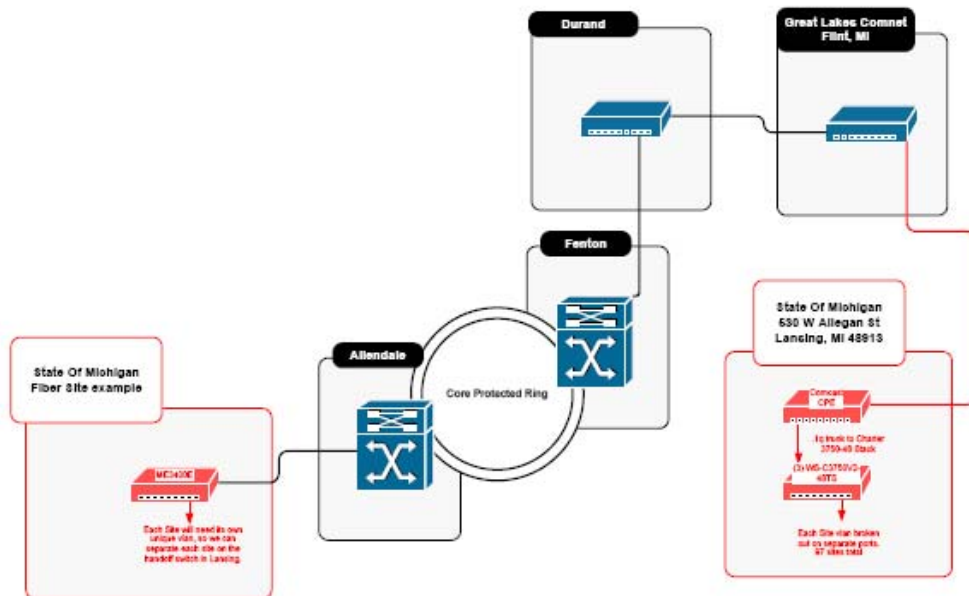 Durand
Great Lakes Comnet
Flint, MI
Fenton
State Of Michigan
530 W Allegan St
Lansing, MI 48913
State Of Michigan
Fiber Site example
Allendale
Core Protected Ring
Comcast
CPE
.1q trunk to Charter
3750-48 Stack
ME3400E
(2) WS-C3750V2-
48TS
Each Site will need its own
unique vlan, so we can
separate each site on the
handoff switch in Lansing.
Each Site vlan broken
out on separate ports.
97 sites total